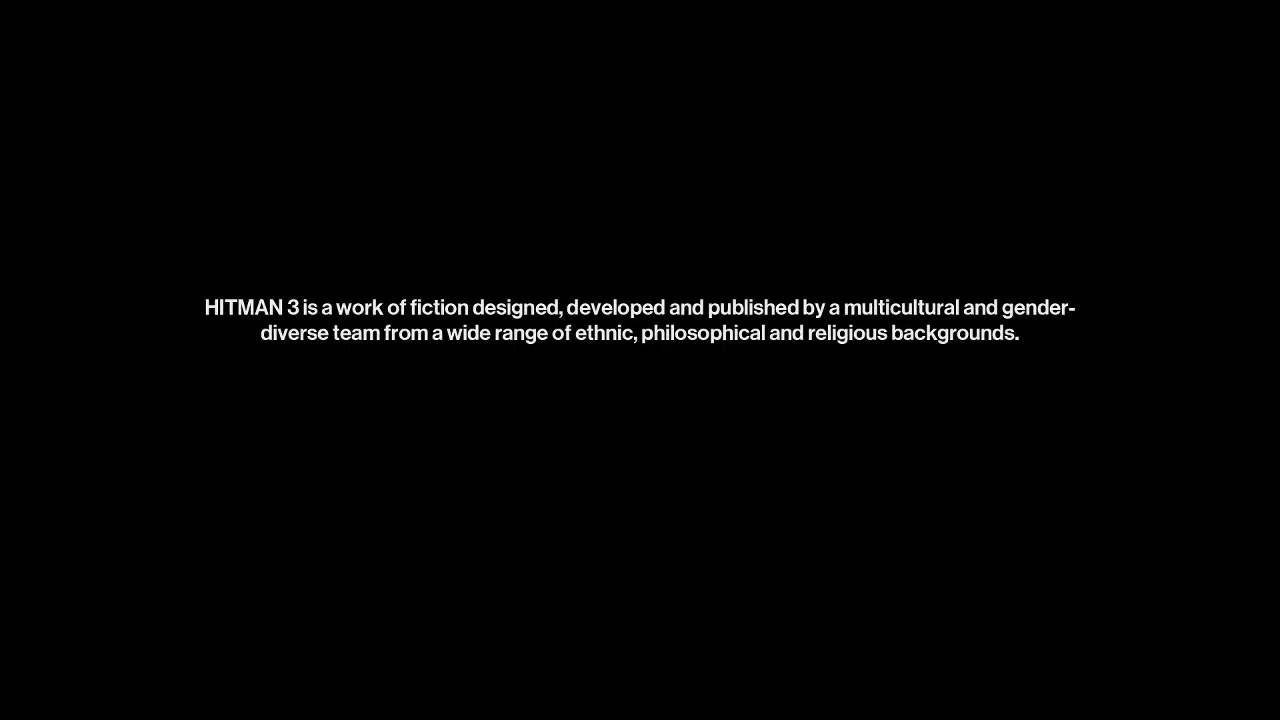 HITMAN 3 is a work of fiction designed, developed and published by a multicultural and gender-
diverse team from a wide range of ethnic, philosophical and religious backgrounds.